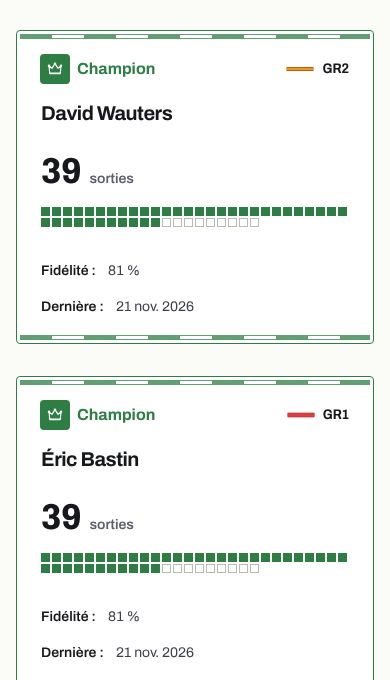 Champion GR2
David Wauters
39 sorties
Fidélité : 81 %
Dernière : 21 nov. 2026
Champion GR1
Éric Bastin
39 sorties
Fidélité : 81 %
Dernière : 21 nov. 2026